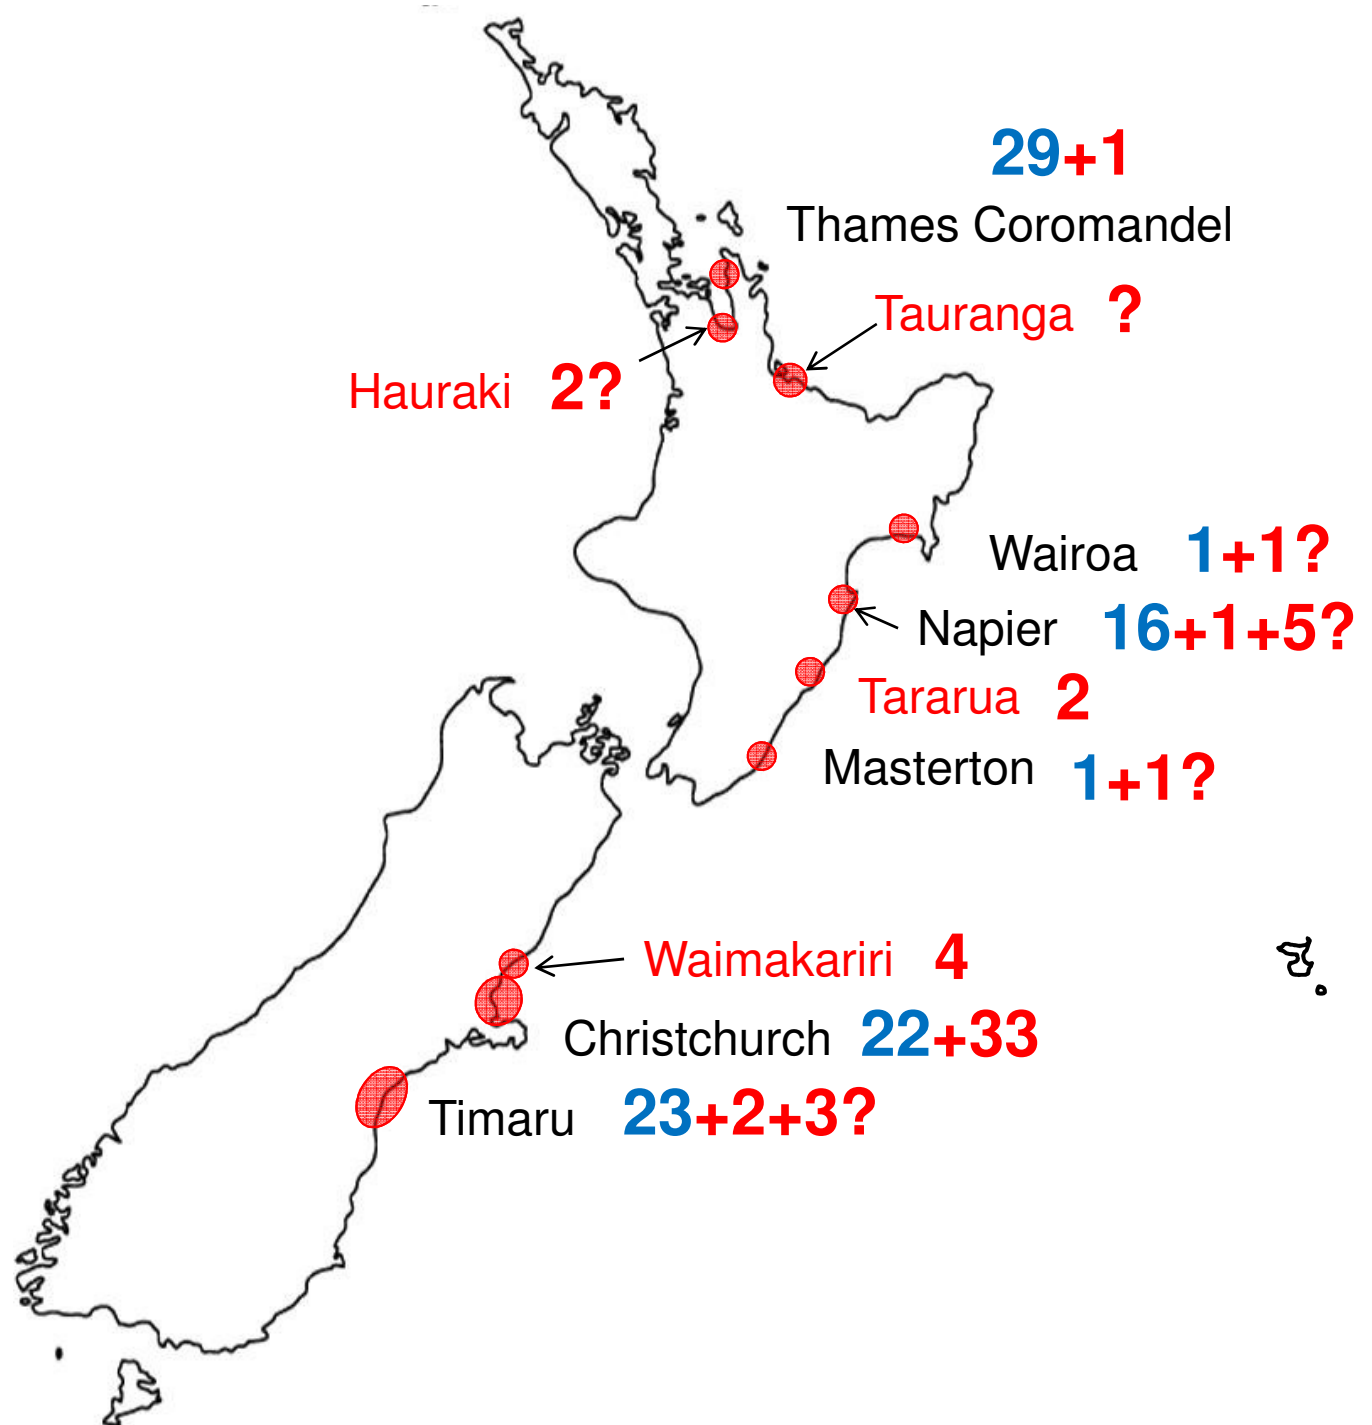 29+1
Thames Coromandel
Tauranga ?
Hauraki 2?
Wairoa 1+1?
Napier 16+1+5?
Tararua 2
Masterton 1+1?
Waimakariri 4
Christchurch 22+33
Timaru 23+2+3?